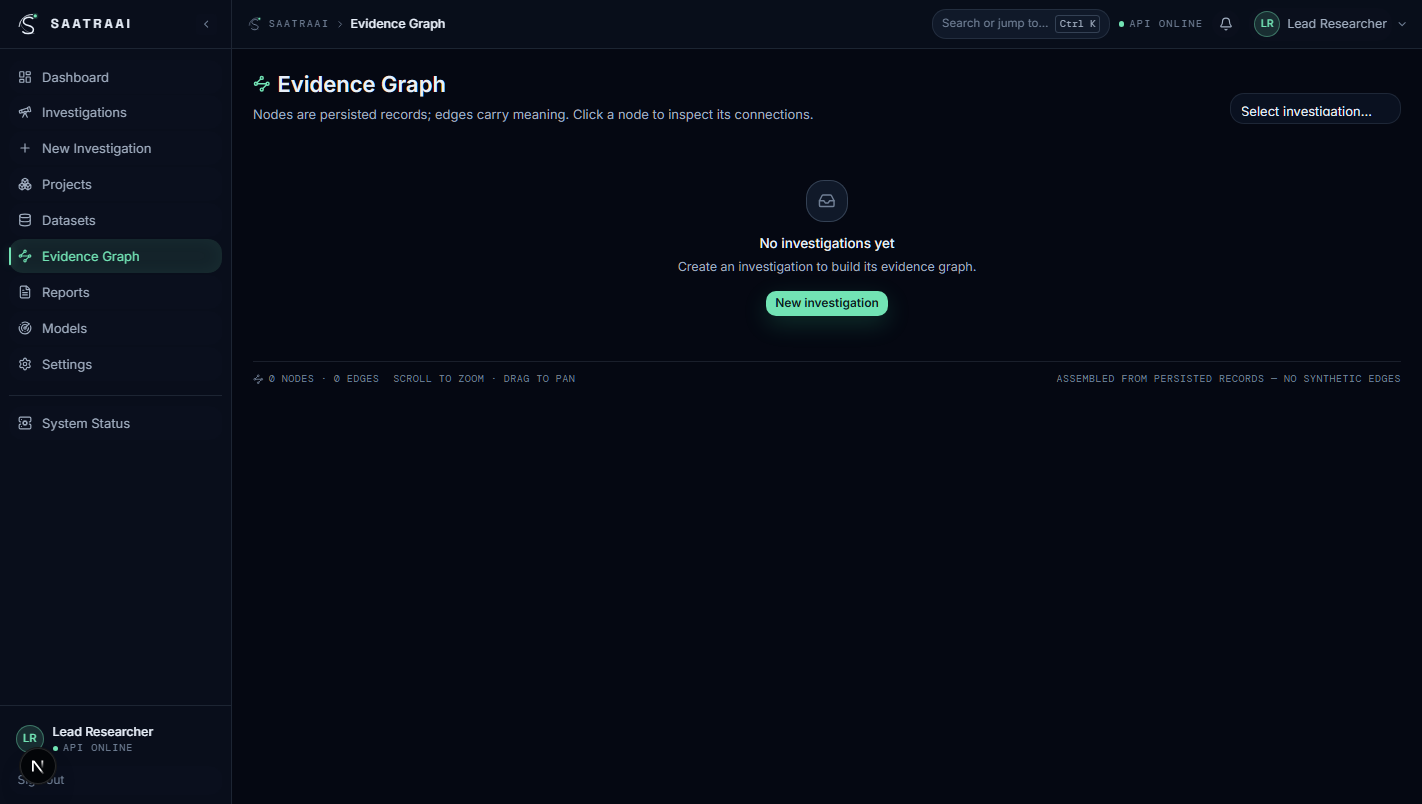 SAATRAAI
SAATRAAI > Evidence Graph
Search or jump to... Ctrl K
API ONLINE
LR Lead Researcher
Dashboard
Investigations
New Investigation
Projects
Datasets
Evidence Graph
Reports
Models
Settings
System Status
Evidence Graph
Nodes are persisted records; edges carry meaning. Click a node to inspect its connections.
Select investigation...
No investigations yet
Create an investigation to build its evidence graph.
New investigation
0 NODES · 0 EDGES SCROLL TO ZOOM · DRAG TO PAN
ASSEMBLED FROM PERSISTED RECORDS — NO SYNTHETIC EDGES
LR Lead Researcher
API ONLINE
N
out